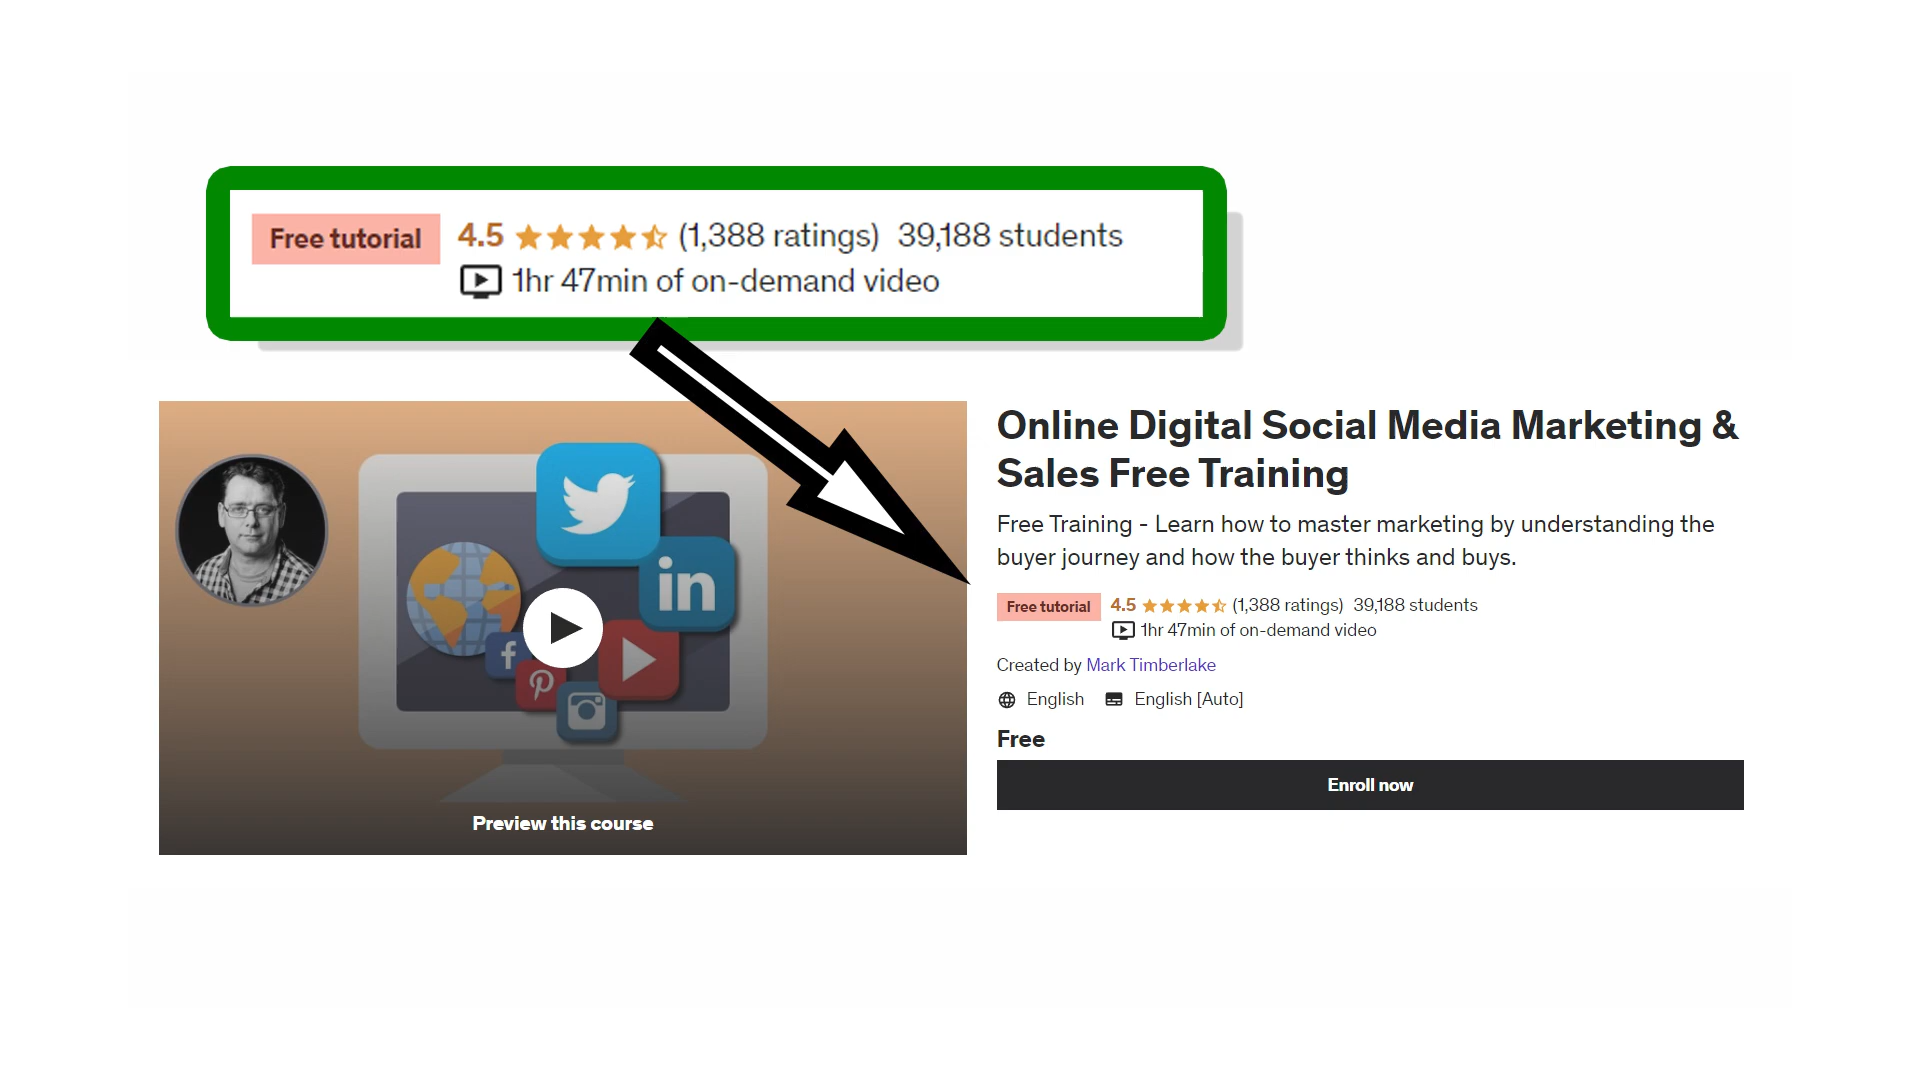 Free tutorial 4.5 (1,388 ratings) 39,188 students
1hr 47min of on-demand video
in
f
Preview this course
Online Digital Social Media Marketing &
Sales Free Training
Free Training - Learn how to master marketing by understanding the
buyer journey and how the buyer thinks and buys.
Free tutorial 4.5 (1,388 ratings) 39,188 students
1hr 47min of on-demand video
Created by Mark Timberlake
English English [Auto]
Free
Enroll now